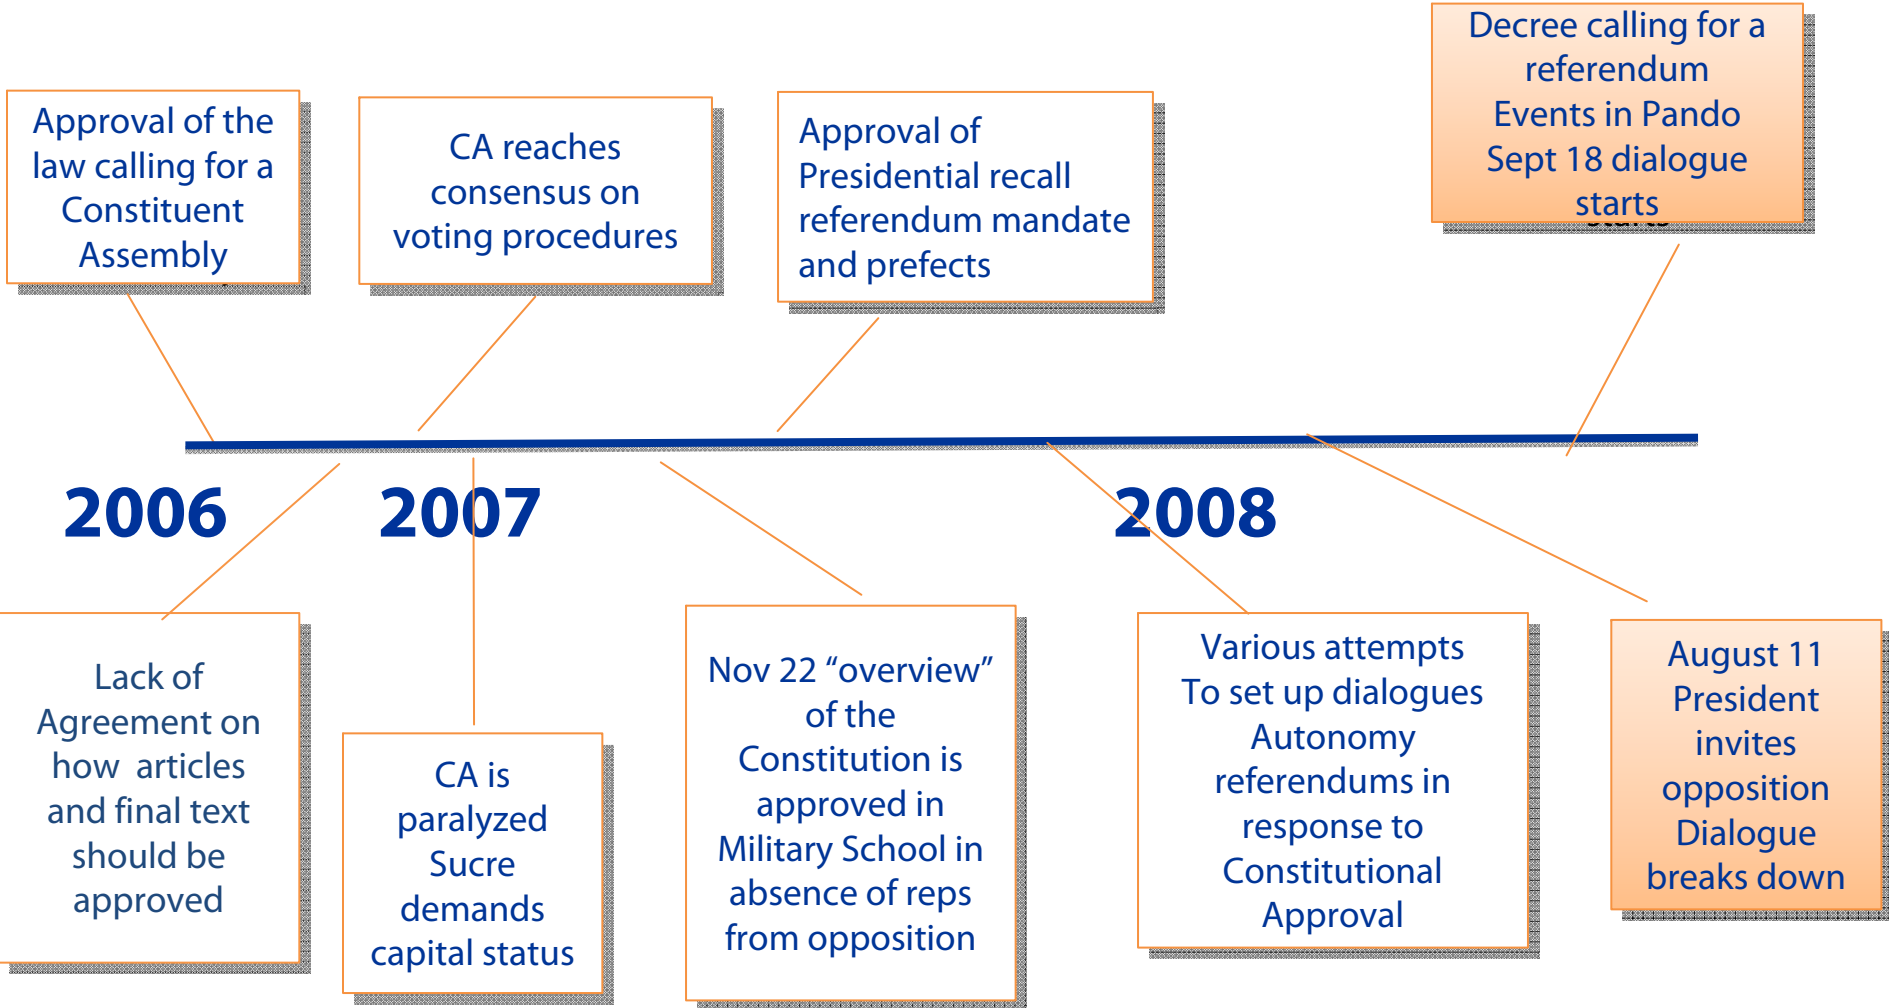 Approval of the
law calling for a
Constituent
Assembly
CA reaches
consensus on
voting procedures
Approval of
Presidential recall
referendum mandate
and prefects
Decree calling for a
referendum
Events in Pando
Sept 18 dialogue
starts
2006
2007
2008
Lack of
Agreement on
how articles
and final text
should be
approved
CA is
paralyzed
Sucre
demands
capital status
Nov 22 “overview”
of the
Constitution is
approved in
Military School in
absence of reps
from opposition
Various attempts
To set up dialogues
Autonomy
referendums in
response to
Constitutional
Approval
August 11
President
invites
opposition
Dialogue
breaks down